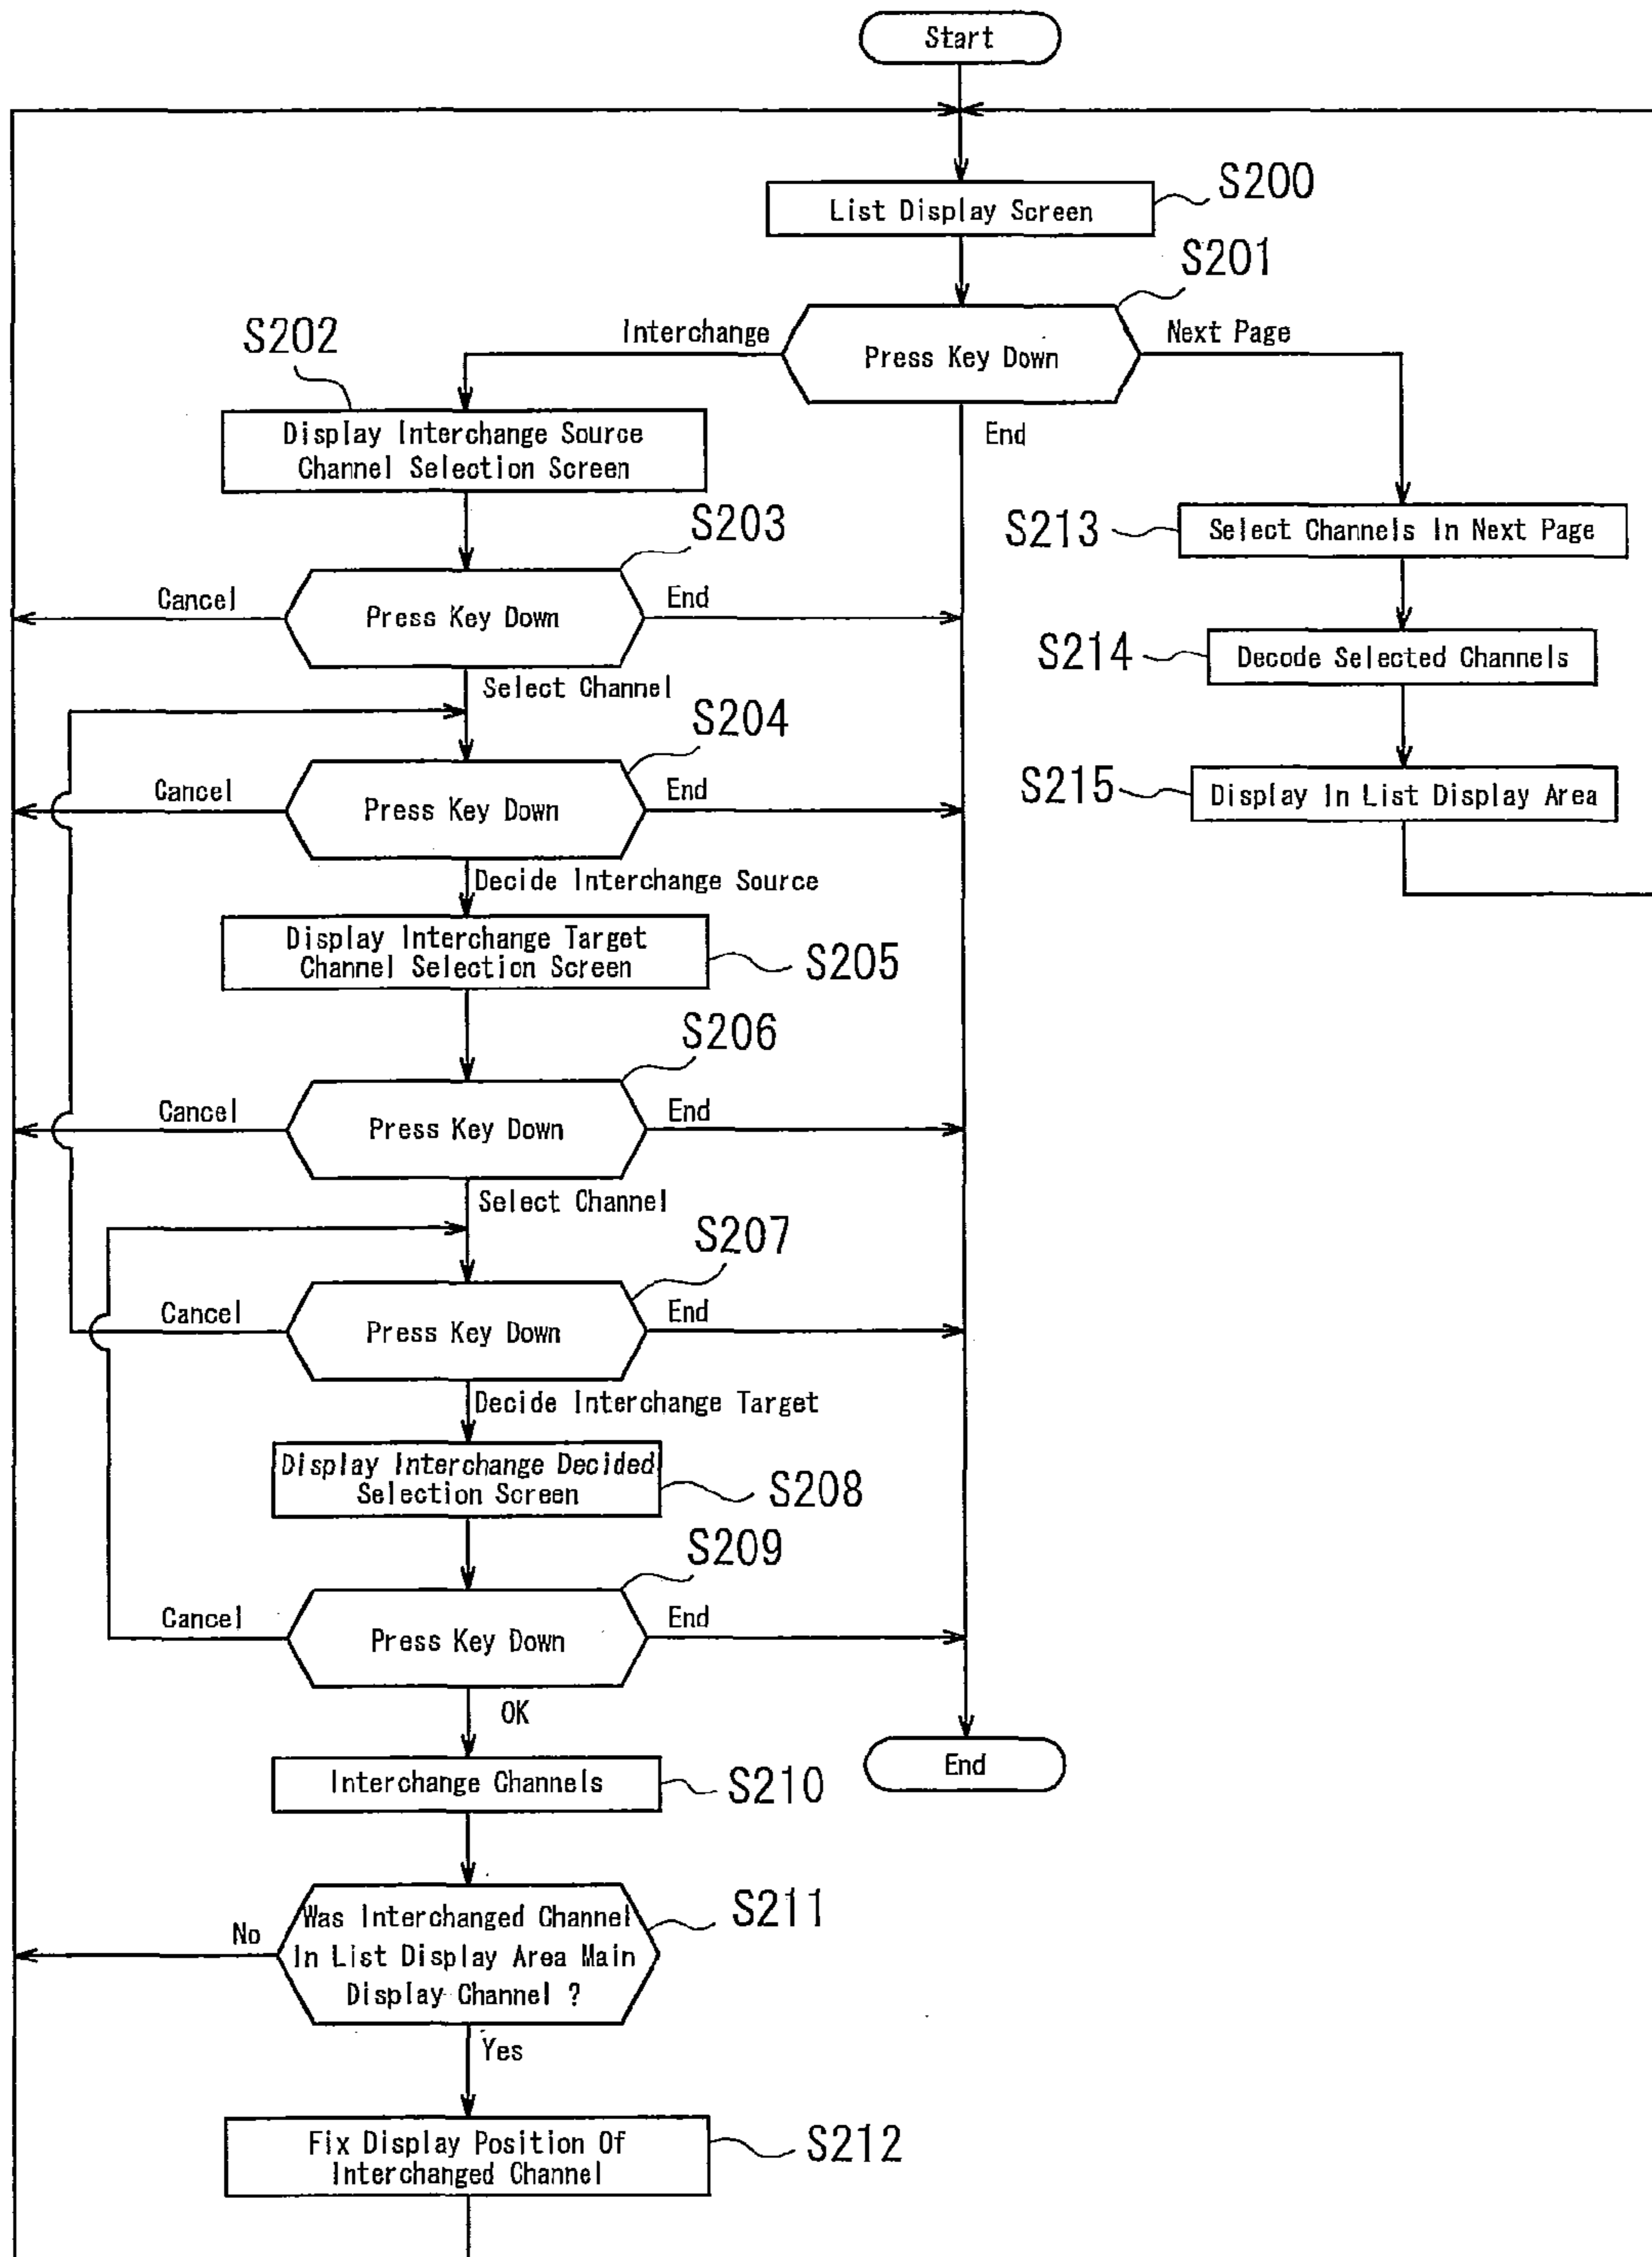 Start
S200
List Display Screen
S201
Interchange
Next Page
Press Key Down
End
S202
Display Interchange Source
Channel Selection Screen
S203
Cancel
End
Press Key Down
Select Channel
S213
Select Channels In Next Page
S214
Decode Selected Channels
S215
Display In List Display Area
S204
Cancel
End
Press Key Down
Decide Interchange Source
Display Interchange Target
Channel Selection Screen
S205
S206
Cancel
End
Press Key Down
Select Channel
S207
Cancel
End
Press Key Down
Decide Interchange Target
Display Interchange Decided
Selection Screen
S208
S209
Cancel
End
Press Key Down
OK
End
Interchange Channels
S210
S211
No
Was Interchanged Channel
In List Display Area Main
Display Channel ?
Yes
Fix Display Position Of
Interchanged Channel
S212